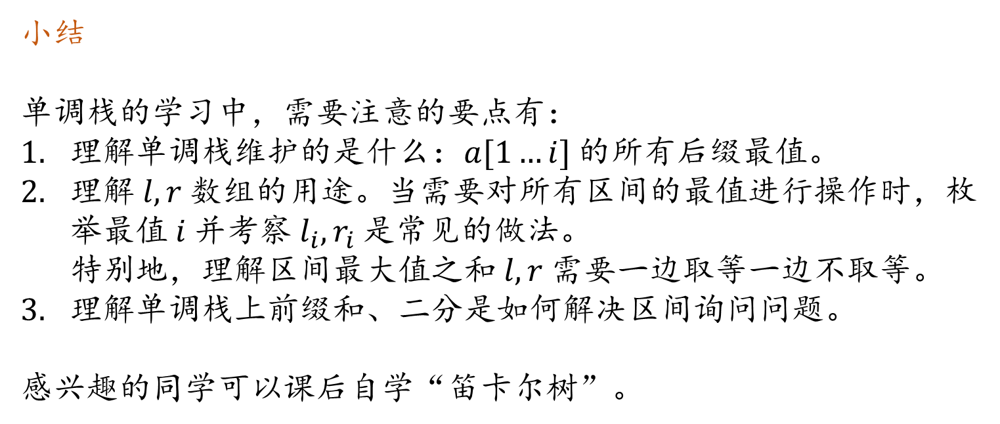 小结
单调栈的学习中，需要注意的要点有：
1. 理解单调栈维护的是什么：a[1…i] 的所有后缀最值。
2. 理解 l, r 数组的用途。当需要对所有区间的最值进行操作时，枚
举最值 i 并考察 lᵢ, rᵢ 是常见的做法。
特别地，理解区间最大值之和 l, r 需要一边取等一边不取等。
3. 理解单调栈上前缀和、二分是如何解决区间询问问题。
感兴趣的同学可以课后自学“笛卡尔树”。